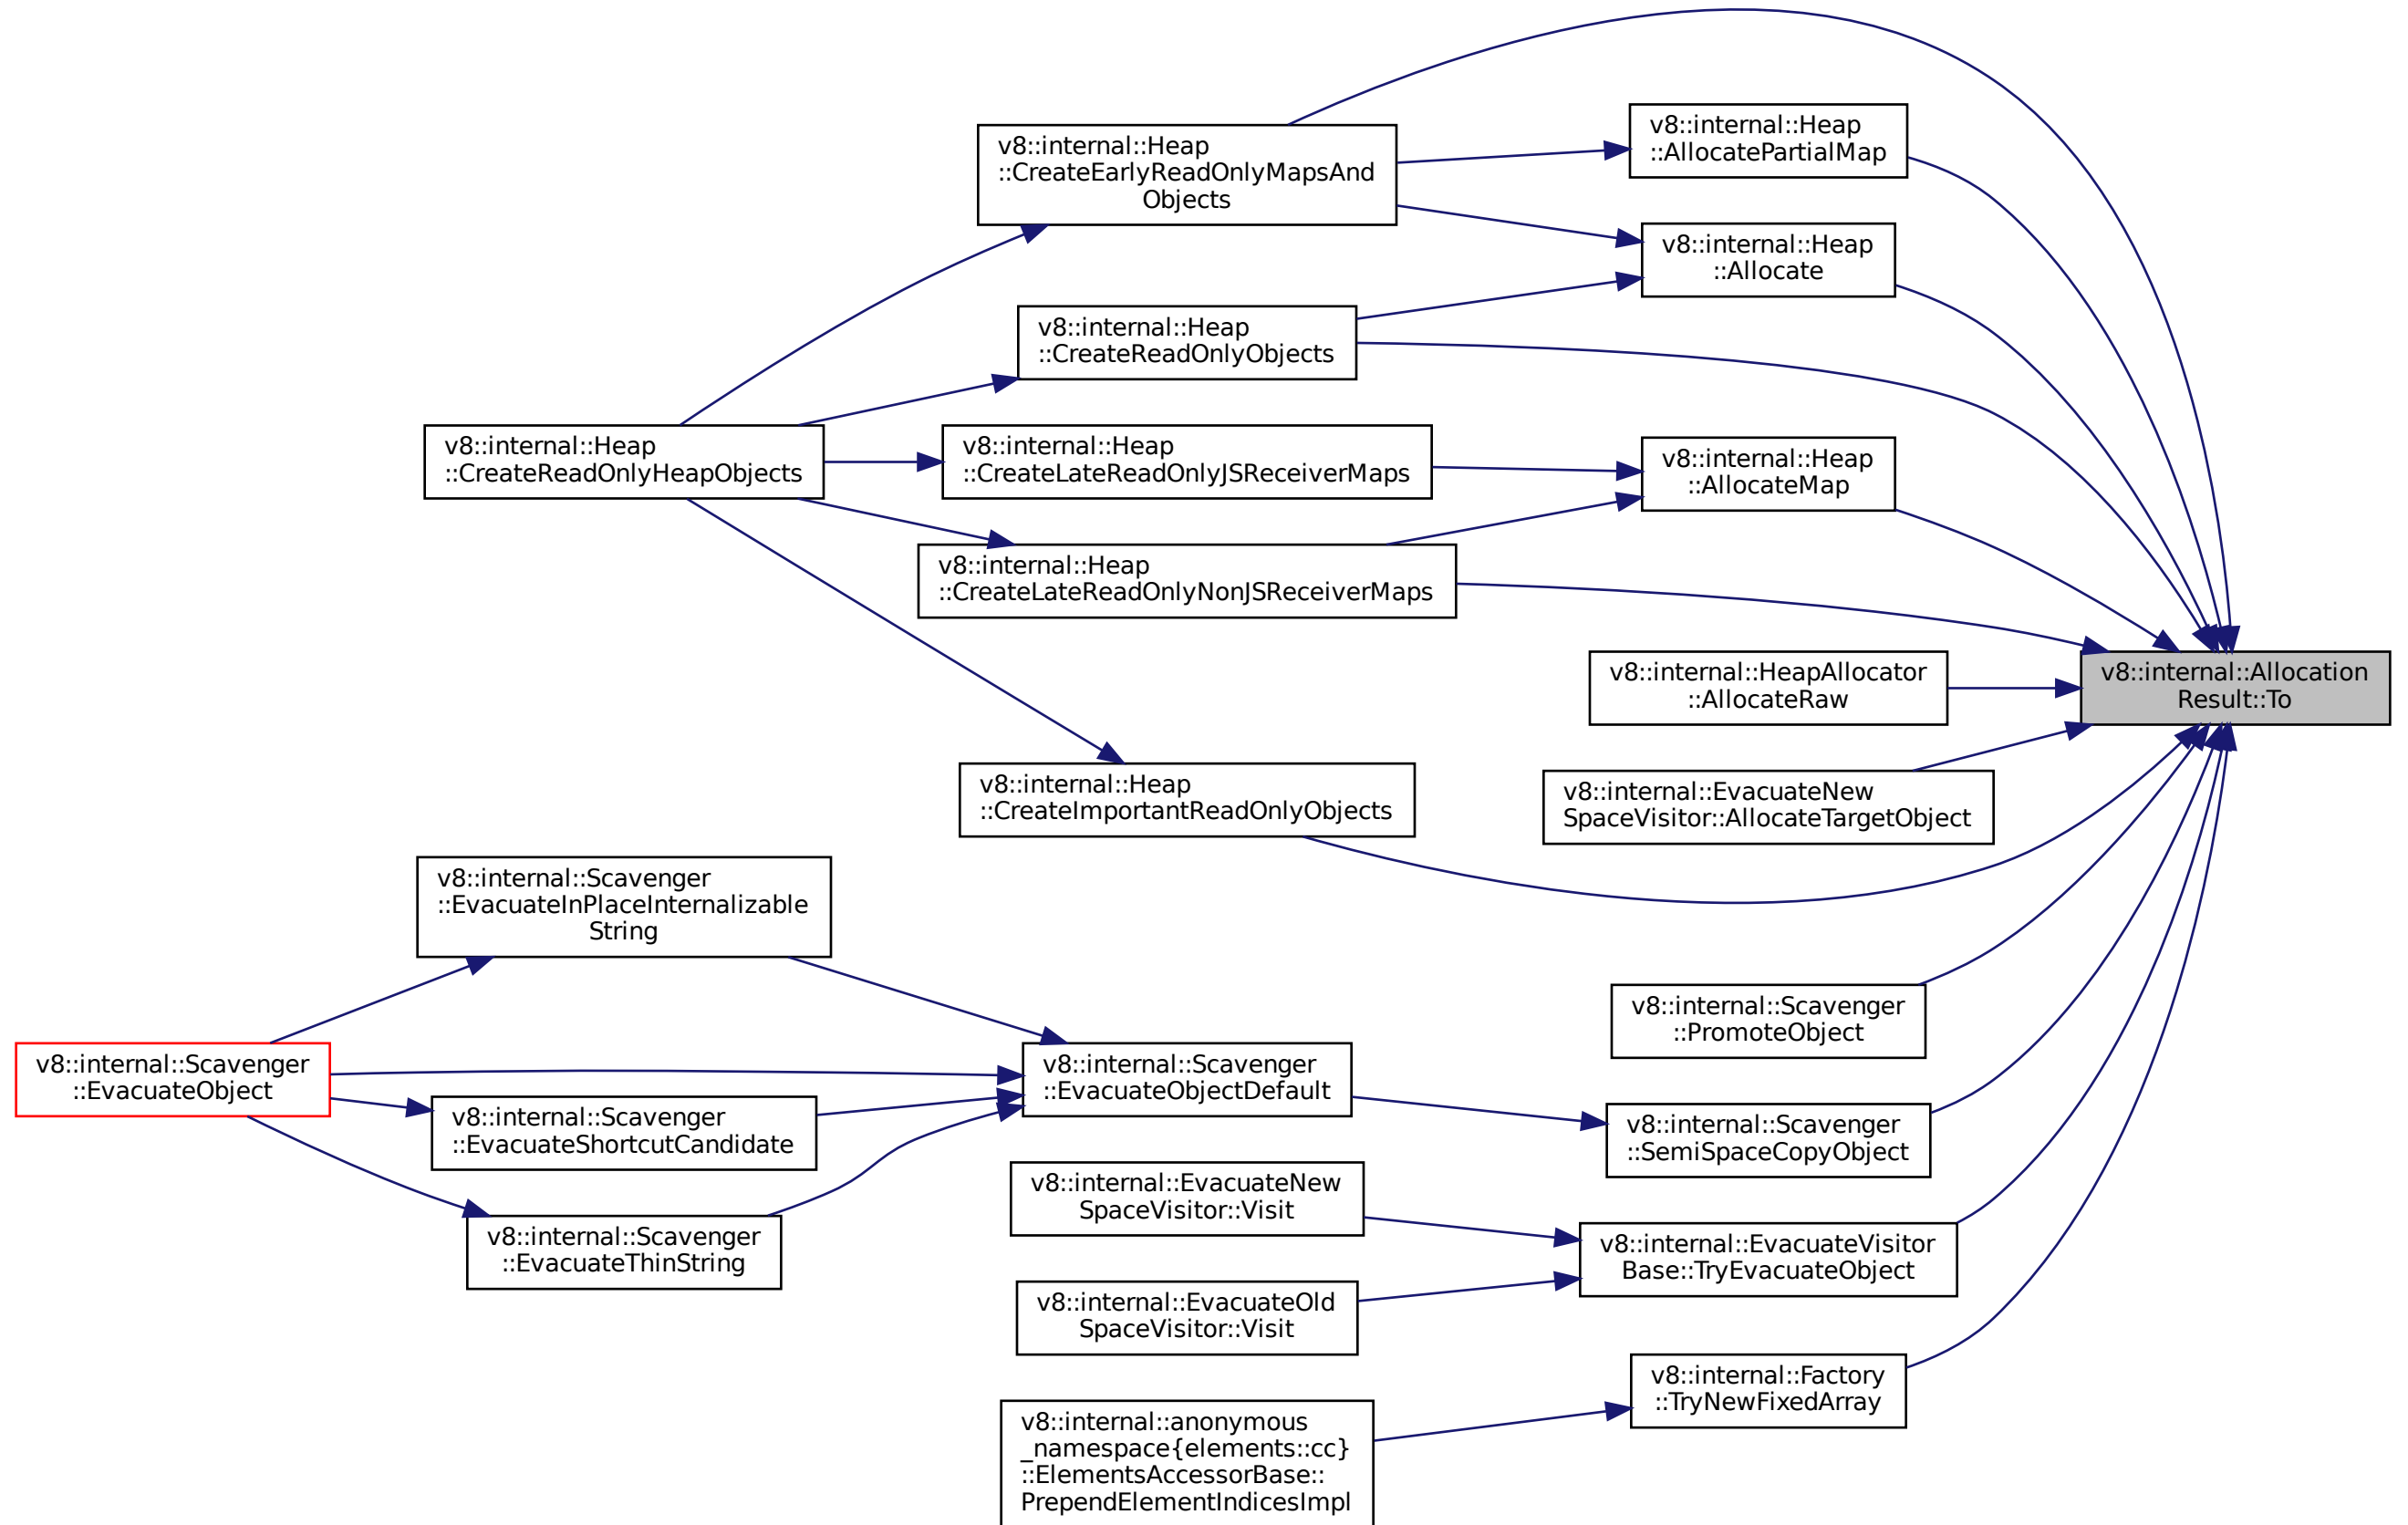 v8::internal::Heap
::AllocatePartialMap
v8::internal::Heap
::CreateEarlyReadOnlyMapsAnd
Objects
v8::internal::Heap
::Allocate
v8::internal::Heap
::CreateReadOnlyObjects
v8::internal::Heap
::CreateReadOnlyHeapObjects
v8::internal::Heap
::CreateLateReadOnlyJSReceiverMaps
v8::internal::Heap
::AllocateMap
v8::internal::Heap
::CreateLateReadOnlyNonJSReceiverMaps
v8::internal::HeapAllocator
::AllocateRaw
v8::internal::Allocation
Result::To
v8::internal::Heap
::CreateImportantReadOnlyObjects
v8::internal::EvacuateNew
SpaceVisitor::AllocateTargetObject
v8::internal::Scavenger
::EvacuateInPlaceInternalizable
String
v8::internal::Scavenger
::PromoteObject
v8::internal::Scavenger
::EvacuateObject
v8::internal::Scavenger
::EvacuateObjectDefault
v8::internal::Scavenger
::EvacuateShortcutCandidate
v8::internal::Scavenger
::SemiSpaceCopyObject
v8::internal::EvacuateNew
SpaceVisitor::Visit
v8::internal::Scavenger
::EvacuateThinString
v8::internal::EvacuateVisitor
Base::TryEvacuateObject
v8::internal::EvacuateOld
SpaceVisitor::Visit
v8::internal::Factory
::TryNewFixedArray
v8::internal::anonymous
_namespace{elements::cc}
::ElementsAccessorBase::
PrependElementIndicesImpl